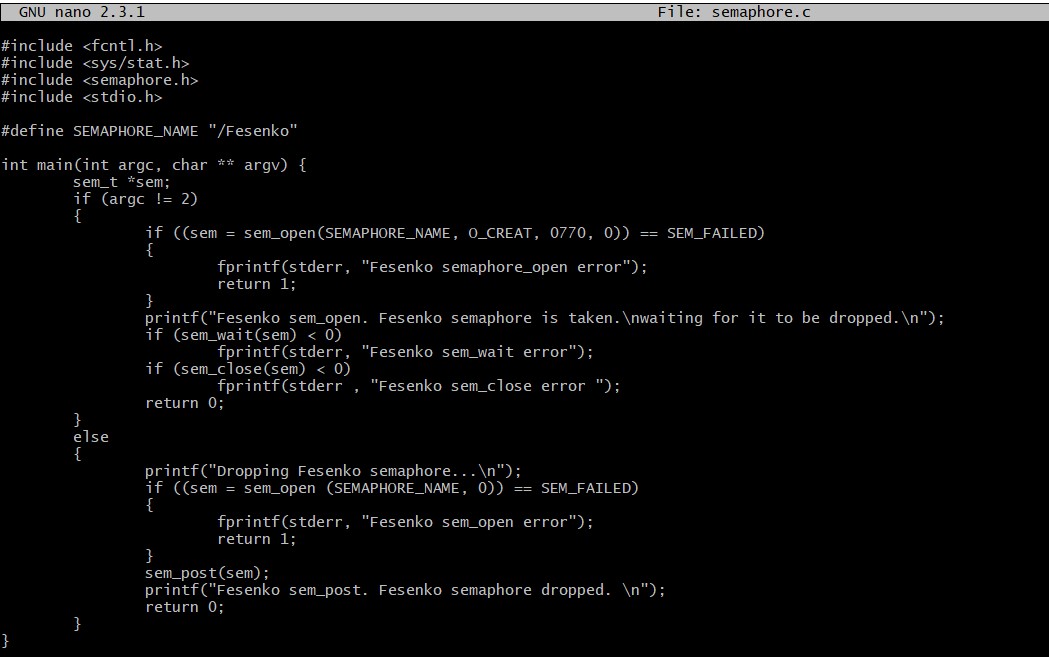 GNU nano 2.3.1 File: semaphore.c
#include <fcntl.h>
#include <sys/stat.h>
#include <semaphore.h>
#include <stdio.h>
#define SEMAPHORE_NAME "/Fesenko"
int main(int argc, char ** argv) {
sem_t *sem;
if (argc != 2)
{
if ((sem = sem_open(SEMAPHORE_NAME, O_CREAT, 0770, 0)) == SEM_FAILED)
{
fprintf(stderr, "Fesenko semaphore_open error");
return 1;
}
printf("Fesenko sem_open. Fesenko semaphore is taken.\nwaiting for it to be dropped.\n");
if (sem_wait(sem) < 0)
fprintf(stderr, "Fesenko sem_wait error");
if (sem_close(sem) < 0)
fprintf(stderr , "Fesenko sem_close error ");
return 0;
}
else
{
printf("Dropping Fesenko semaphore...\n");
if ((sem = sem_open (SEMAPHORE_NAME, 0)) == SEM_FAILED)
{
fprintf(stderr, "Fesenko sem_open error");
return 1;
}
sem_post(sem);
printf("Fesenko sem_post. Fesenko semaphore dropped. \n");
return 0;
}
}